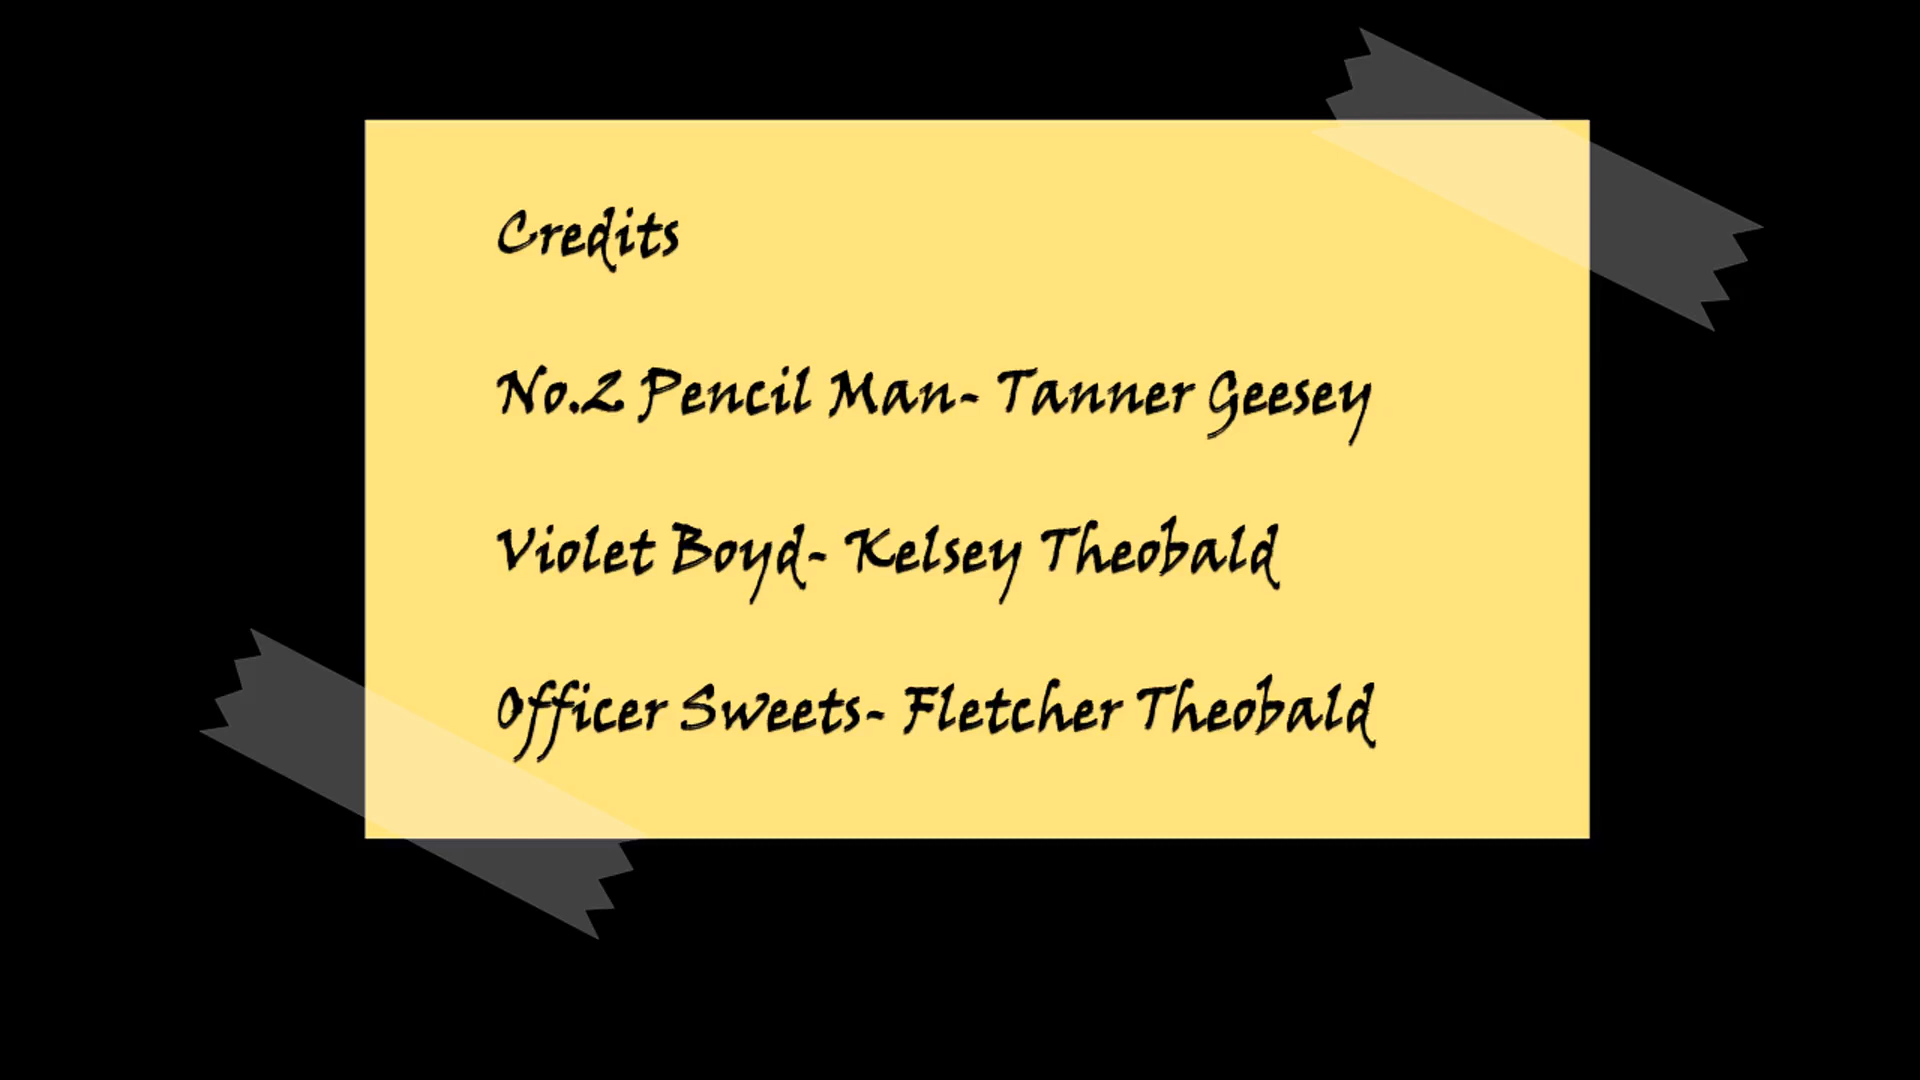 Credits
No.2 Pencil Man- Tanner Geesey
Violet Boyd- Kelsey Theobald
Officer Sweets- Fletcher Theobald